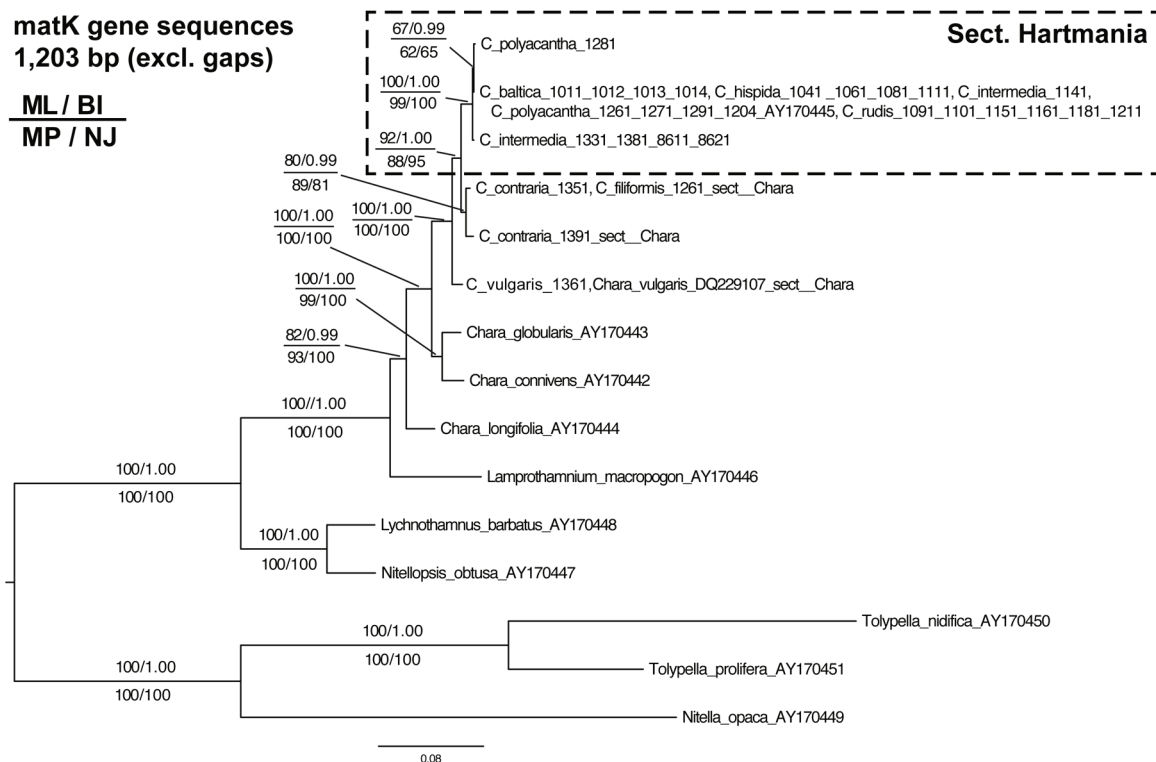 matK gene sequences
1,203 bp (excl. gaps)
ML / BI
MP / NJ
Sect. Hartmania
67/0.99
62/65
C_polyacantha_1281
100/1.00
99/100
C_baltica_1011_1012_1013_1014, C_hispida_1041 _1061_1081_1111, C_intermedia_1141,
C_polyacantha_1261_1271_1291_1204_AY170445, C_rudis_1091_1101_1151_1161_1181_1211
92/1.00
88/95
C_intermedia_1331_1381_8611_8621
80/0.99
89/81
C_contraria_1351, C_filiformis_1261_sect__Chara
100/1.00
100/100
100/1.00
100/100
C_contraria_1391_sect__Chara
100/1.00
99/100
C_vulgaris_1361,Chara_vulgaris_DQ229107_sect__Chara
82/0.99
93/100
Chara_globularis_AY170443
Chara_connivens_AY170442
100//1.00
100/100
Chara_longifolia_AY170444
100/1.00
100/100
Lamprothamnium_macropogon_AY170446
100/1.00
100/100
Lychnothamnus_barbatus_AY170448
Nitellopsis_obtusa_AY170447
100/1.00
100/100
Tolypella_nidifica_AY170450
100/1.00
100/100
Tolypella_prolifera_AY170451
Nitella_opaca_AY170449
0.08